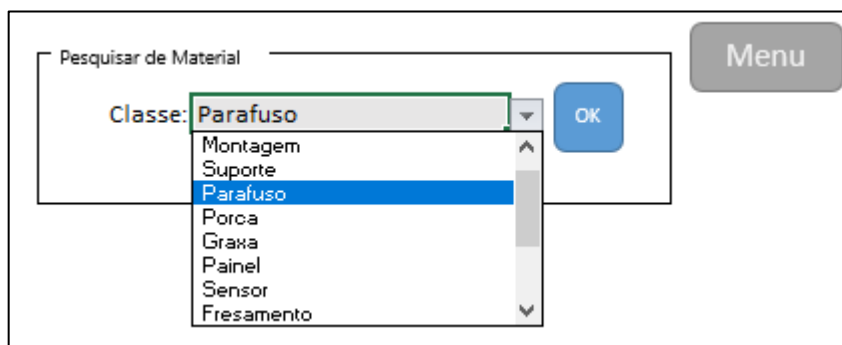 Menu
Pesquisar de Material
Classe: Parafuso
OK
Montagem
Suporte
Parafuso
Porca
Graxa
Painel
Sensor
Fresamento